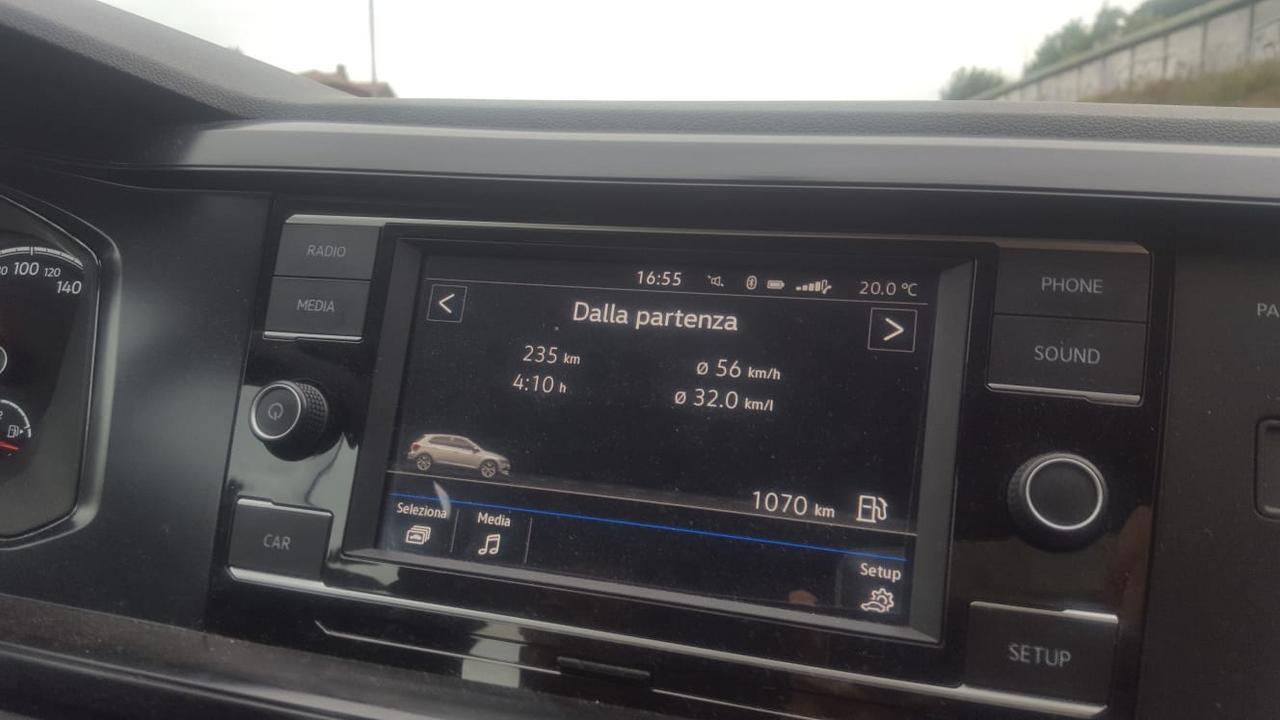 RADIO
MEDIA
CAR
16:55 20.0 °C
<
Dalla partenza
>
235 km
ø 56 km/h
4:10 h
ø 32.0 km/l
1070 km
Seleziona
Media
Setup
PHONE
SOUND
SETUP
100 120
140
PA